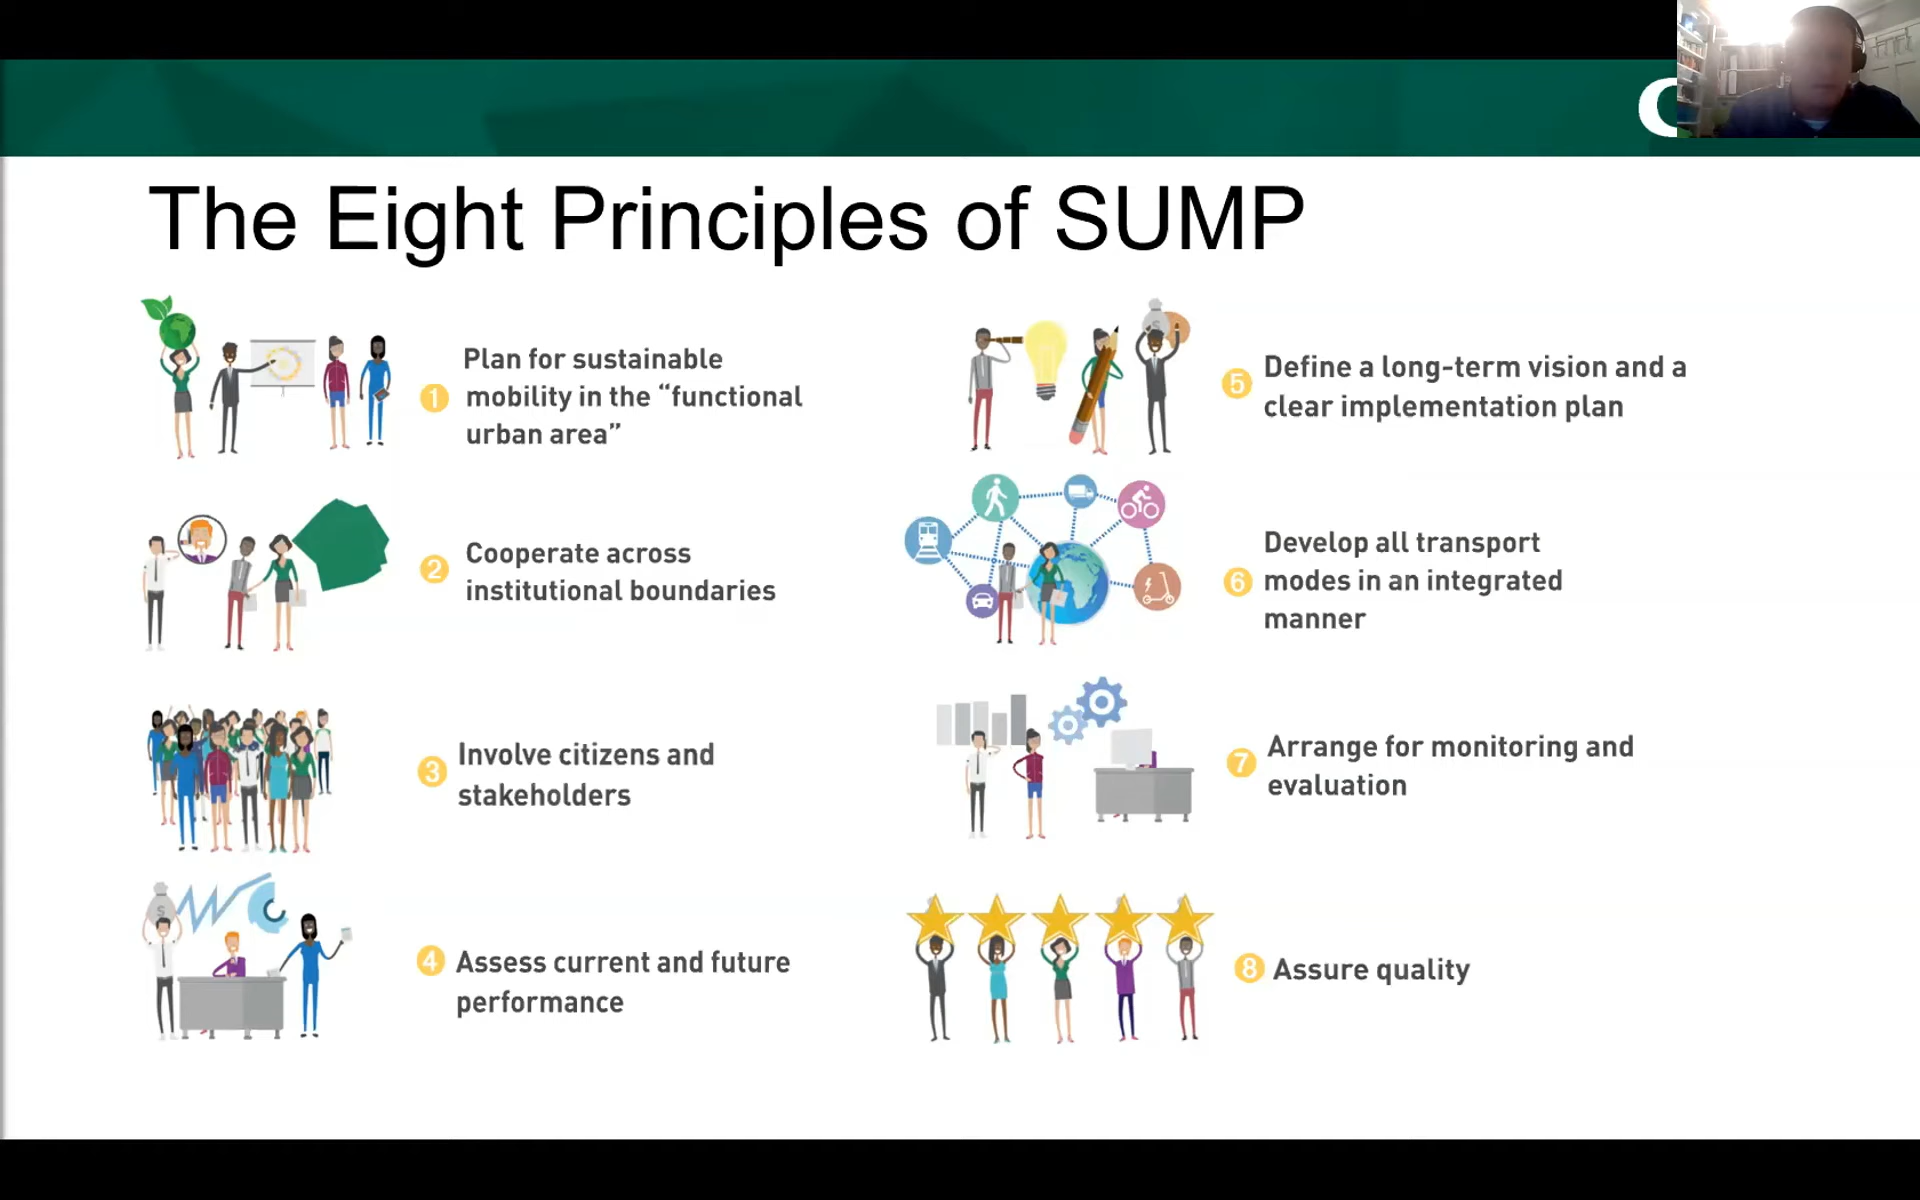 The Eight Principles of SUMP
1
Plan for sustainable
mobility in the “functional
urban area”
2
Cooperate across
institutional boundaries
3
Involve citizens and
stakeholders
$
4
Assess current and future
performance
$
5
Define a long-term vision and a
clear implementation plan
6
Develop all transport
modes in an integrated
manner
7
Arrange for monitoring and
evaluation
8
Assure quality